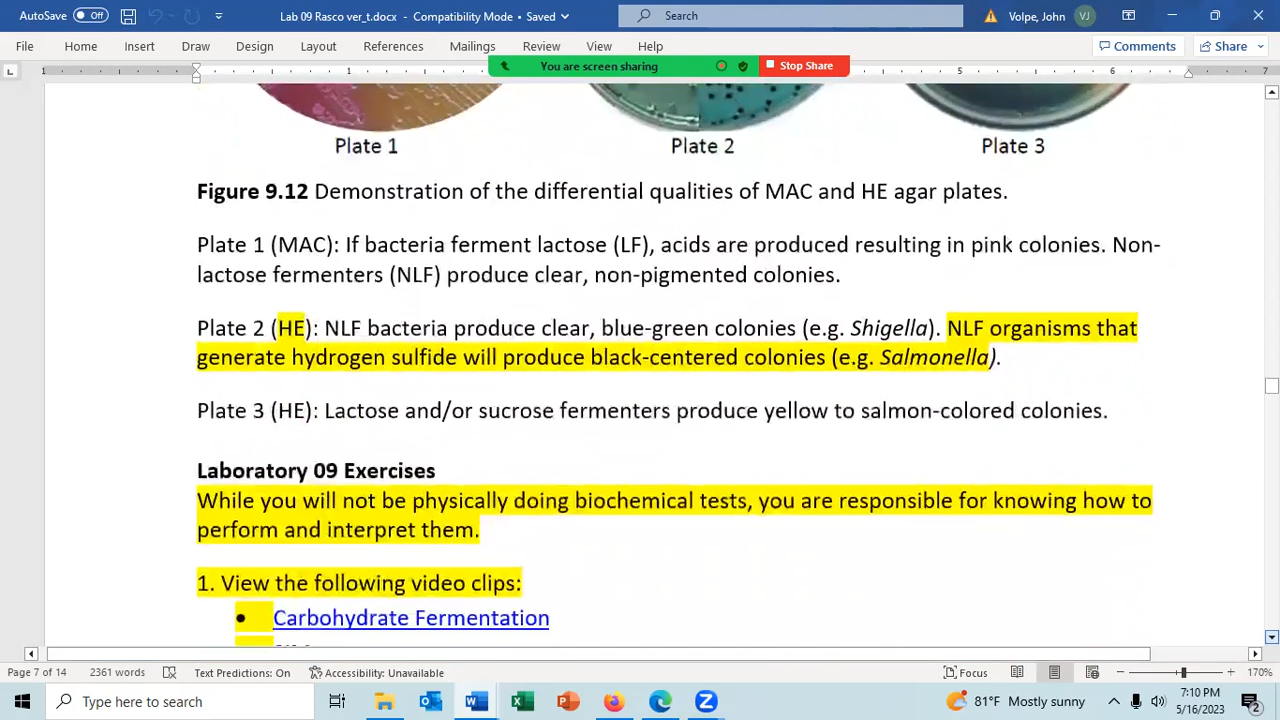 AutoSave Off Lab 09 Rasco ver_t.docx - Compatibility Mode • Saved Search Volpe, John VJ
File Home Insert Draw Design Layout References Mailings Review View Help Comments Share
You are screen sharing Stop Share
1 1 5 6 7
Plate 1 Plate 2 Plate 3
Figure 9.12 Demonstration of the differential qualities of MAC and HE agar plates.
Plate 1 (MAC): If bacteria ferment lactose (LF), acids are produced resulting in pink colonies. Non-
lactose fermenters (NLF) produce clear, non-pigmented colonies.
Plate 2 (HE): NLF bacteria produce clear, blue-green colonies (e.g. Shigella). NLF organisms that
generate hydrogen sulfide will produce black-centered colonies (e.g. Salmonella).
Plate 3 (HE): Lactose and/or sucrose fermenters produce yellow to salmon-colored colonies.
Laboratory 09 Exercises
While you will not be physically doing biochemical tests, you are responsible for knowing how to
perform and interpret them.
1. View the following video clips:
• Carbohydrate Fermentation
Page 7 of 14 2361 words Text Predictions: On Accessibility: Unavailable Focus 170%
Type here to search 81°F Mostly sunny 7:10 PM
5/16/2023 2